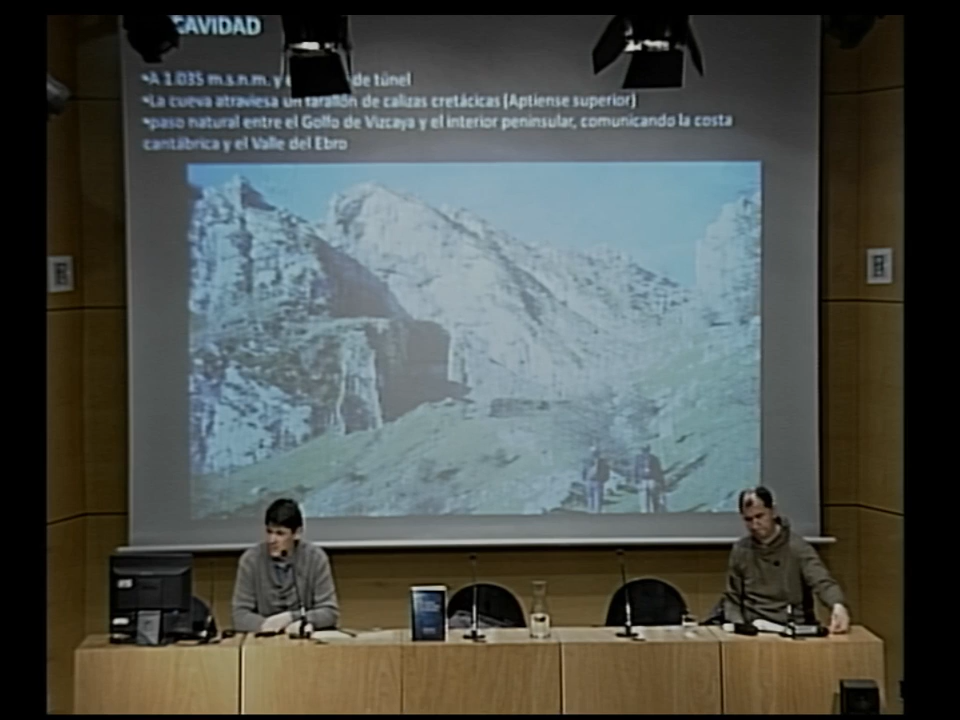 CAVIDAD
•A 1.035 m.s.n.m. y de túnel
•La cueva atraviesa un farallón de calizas cretácicas (Aptiense superior)
•paso natural entre el Golfo de Vizcaya y el interior peninsular, comunicando la costa
cantábrica y el Valle del Ebro